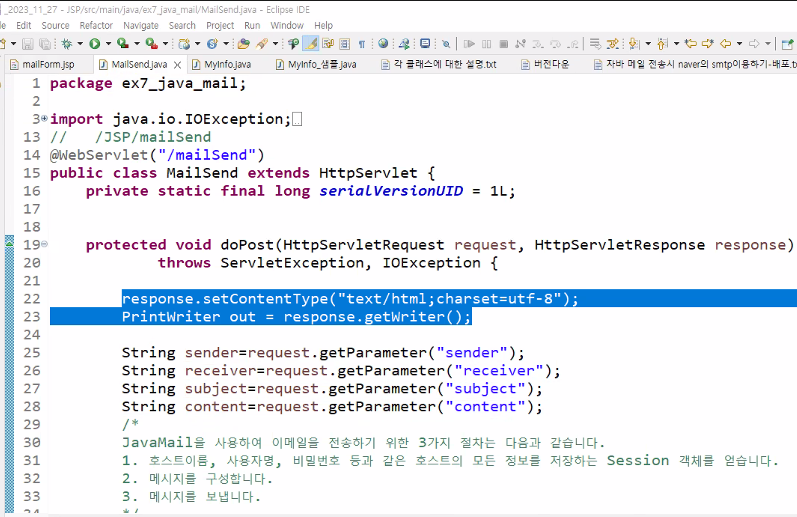 _2023_11_27 - JSP/src/main/java/ex7_java_mail/MailSend.java - Eclipse IDE
Edit Source Refactor Navigate Search Project Run Window Help
mailForm.jsp MailSend.java MyInfo.java MyInfo_샘플.java 각 클래스에 대한 설명.txt 버전다운 자바 메일 전송시 naver의 smtp이용하기-배포.tx
1 package ex7_java_mail;
2
3 import java.io.IOException;
13 // /JSP/mailSend
14 @WebServlet("/mailSend")
15 public class MailSend extends HttpServlet {
16 private static final long serialVersionUID = 1L;
17
18
19 protected void doPost(HttpServletRequest request, HttpServletResponse response)
20 throws ServletException, IOException {
21
22 response.setContentType("text/html;charset=utf-8");
23 PrintWriter out = response.getWriter();
24
25 String sender=request.getParameter("sender");
26 String receiver=request.getParameter("receiver");
27 String subject=request.getParameter("subject");
28 String content=request.getParameter("content");
29 /*
30 JavaMail을 사용하여 이메일을 전송하기 위한 3가지 절차는 다음과 같습니다.
31 1. 호스트이름, 사용자명, 비밀번호 등과 같은 호스트의 모든 정보를 저장하는 Session 객체를 얻습니다.
32 2. 메시지를 구성합니다.
33 3. 메시지를 보냅니다.
34 */